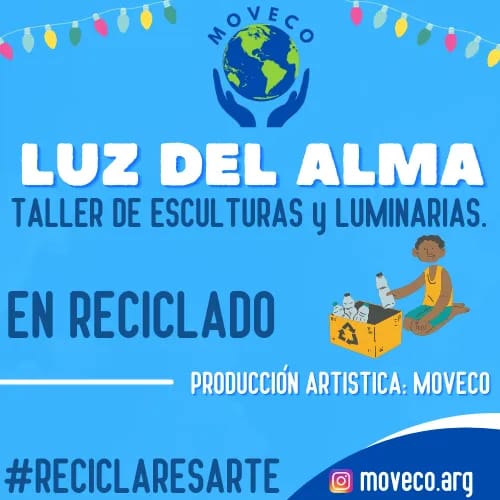 MOVECO
LUZ DEL ALMA
TALLER DE ESCULTURAS y LUMINARIAS.
EN RECICLADO
PRODUCCIÓN ARTISTICA: MOVECO
#RECICLARESARTE
moveco.arg